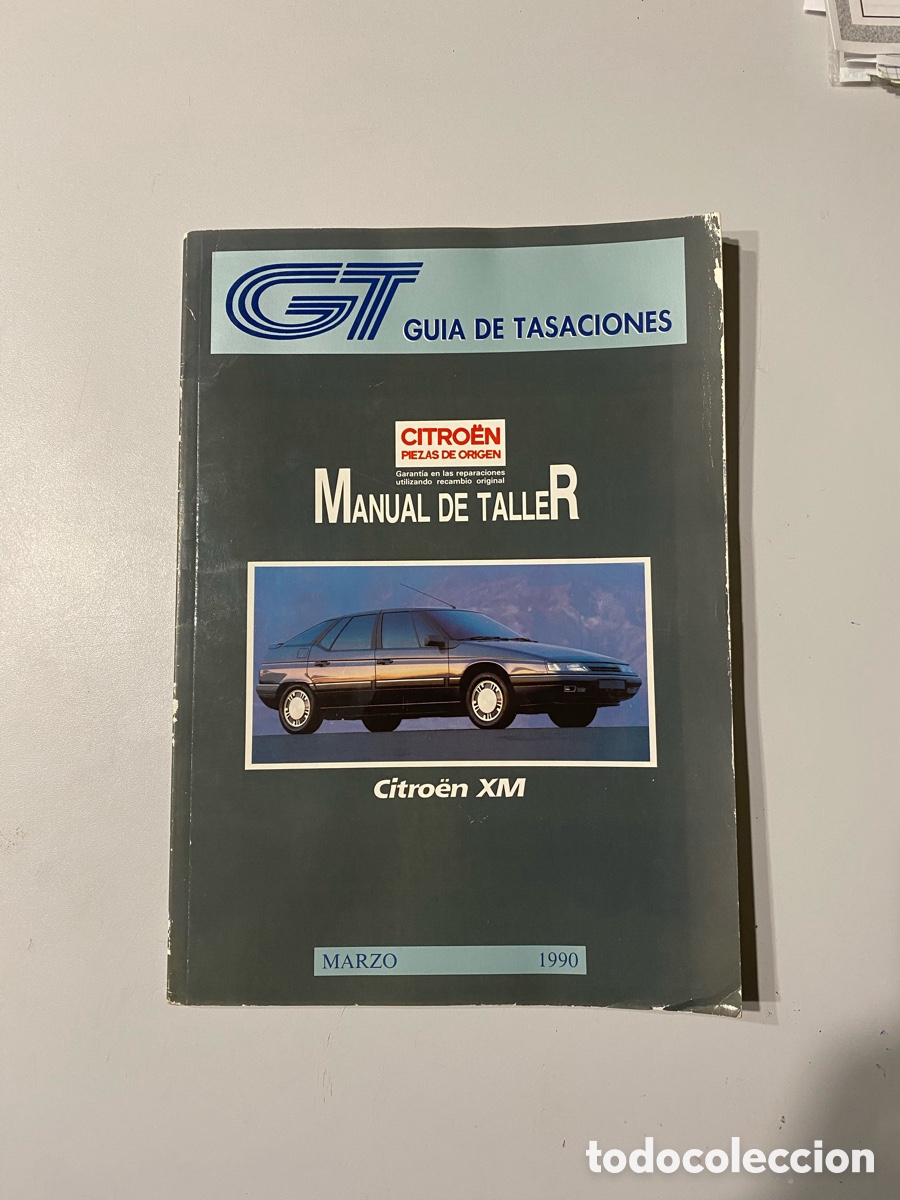 GT GUIA DE TASACIONES
CITROËN
PIEZAS DE ORIGEN
Garantía en las reparaciones
utilizando recambio original
MANUAL DE TALLER
Citroën XM
MARZO 1990
todocoleccion